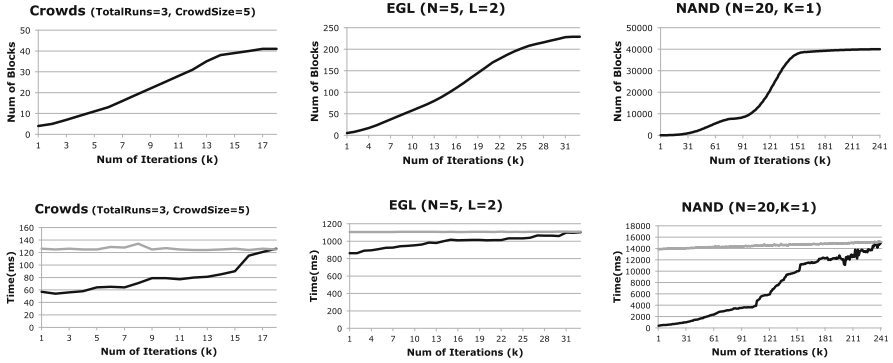 Crowds (TotalRuns=3, CrowdSize=5)
Num of Blocks
50
40
30
20
10
0
1 3 5 7 9 11 13 15 17
Num of Iterations (k)
EGL (N=5, L=2)
Num of Blocks
250
200
150
100
50
0
1 4 7 10 13 16 19 22 25 28 31
Num of Iterations (k)
NAND (N=20, K=1)
Num of Blocks
50000
40000
30000
20000
10000
0
1 31 61 91 121 151 181 211 241
Num of Iterations (k)
Crowds (TotalRuns=3, CrowdSize=5)
Time(ms)
160
140
120
100
80
60
40
20
0
1 3 5 7 9 11 13 15 17
Num of Iterations (k)
EGL (N=5, L=2)
Time(ms)
1200
1000
800
600
400
200
0
1 4 7 10 13 16 19 22 25 28 31
Num of Iterations (k)
NAND (N=20,K=1)
Time(ms)
18000
16000
14000
12000
10000
8000
6000
4000
2000
0
1 31 61 91 121 151 181 211 241
Num of Iterations (k)